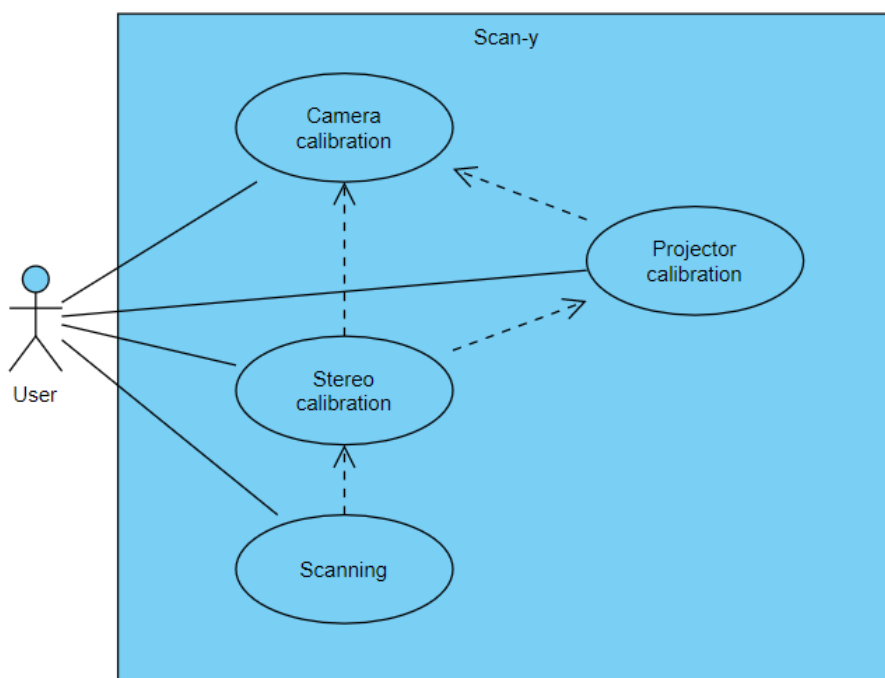 Scan-y
Camera
calibration
Projector
calibration
User
Stereo
calibration
Scanning